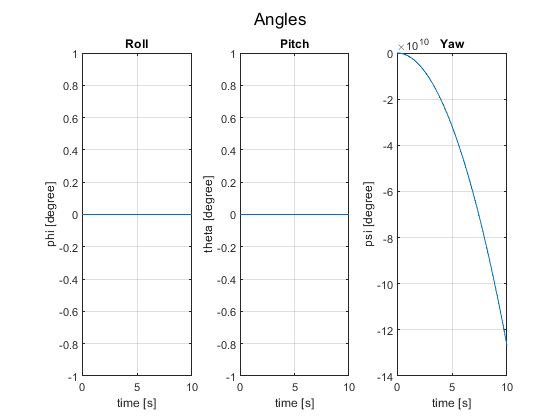 Angles
Roll
1
0.8
0.6
0.4
0.2
0
-0.2
-0.4
-0.6
-0.8
-1
phi [degree]
0 5 10
time [s]
Pitch
1
0.8
0.6
0.4
0.2
0
-0.2
-0.4
-0.6
-0.8
-1
theta [degree]
0 5 10
time [s]
×10^10 Yaw
0
-2
-4
-6
-8
-10
-12
-14
psi [degree]
0 5 10
time [s]